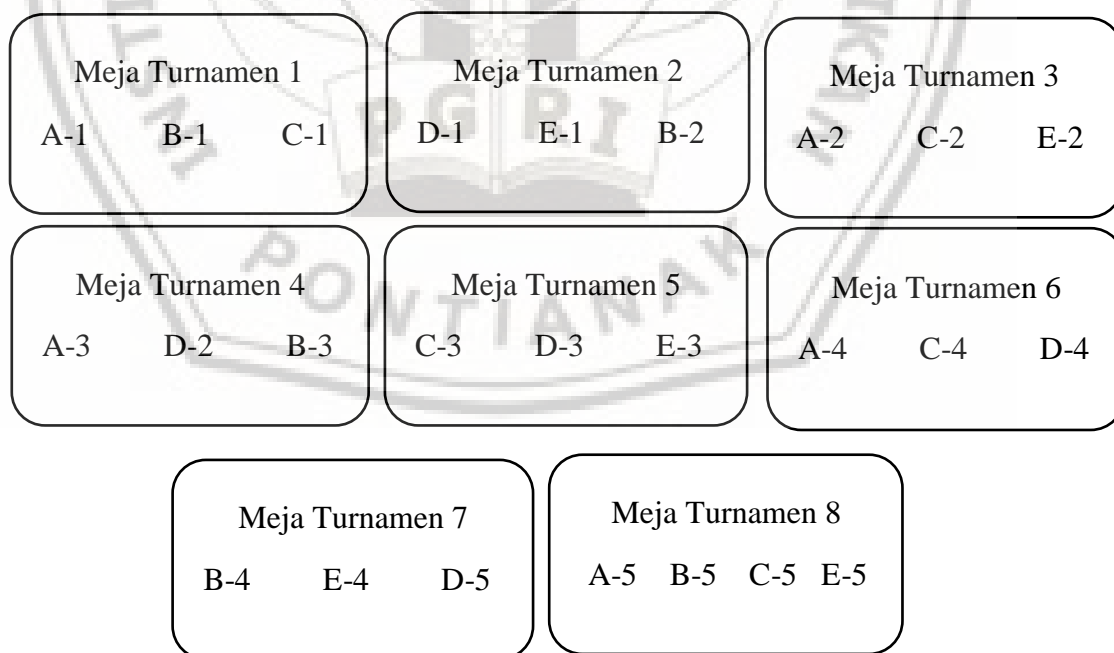 Meja Turnamen 1
A-1 B-1 C-1
Meja Turnamen 2
D-1 E-1 B-2
Meja Turnamen 3
A-2 C-2 E-2
Meja Turnamen 4
A-3 D-2 B-3
Meja Turnamen 5
C-3 D-3 E-3
Meja Turnamen 6
A-4 C-4 D-4
Meja Turnamen 7
B-4 E-4 D-5
Meja Turnamen 8
A-5 B-5 C-5 E-5
PGRI
PONTIANAK